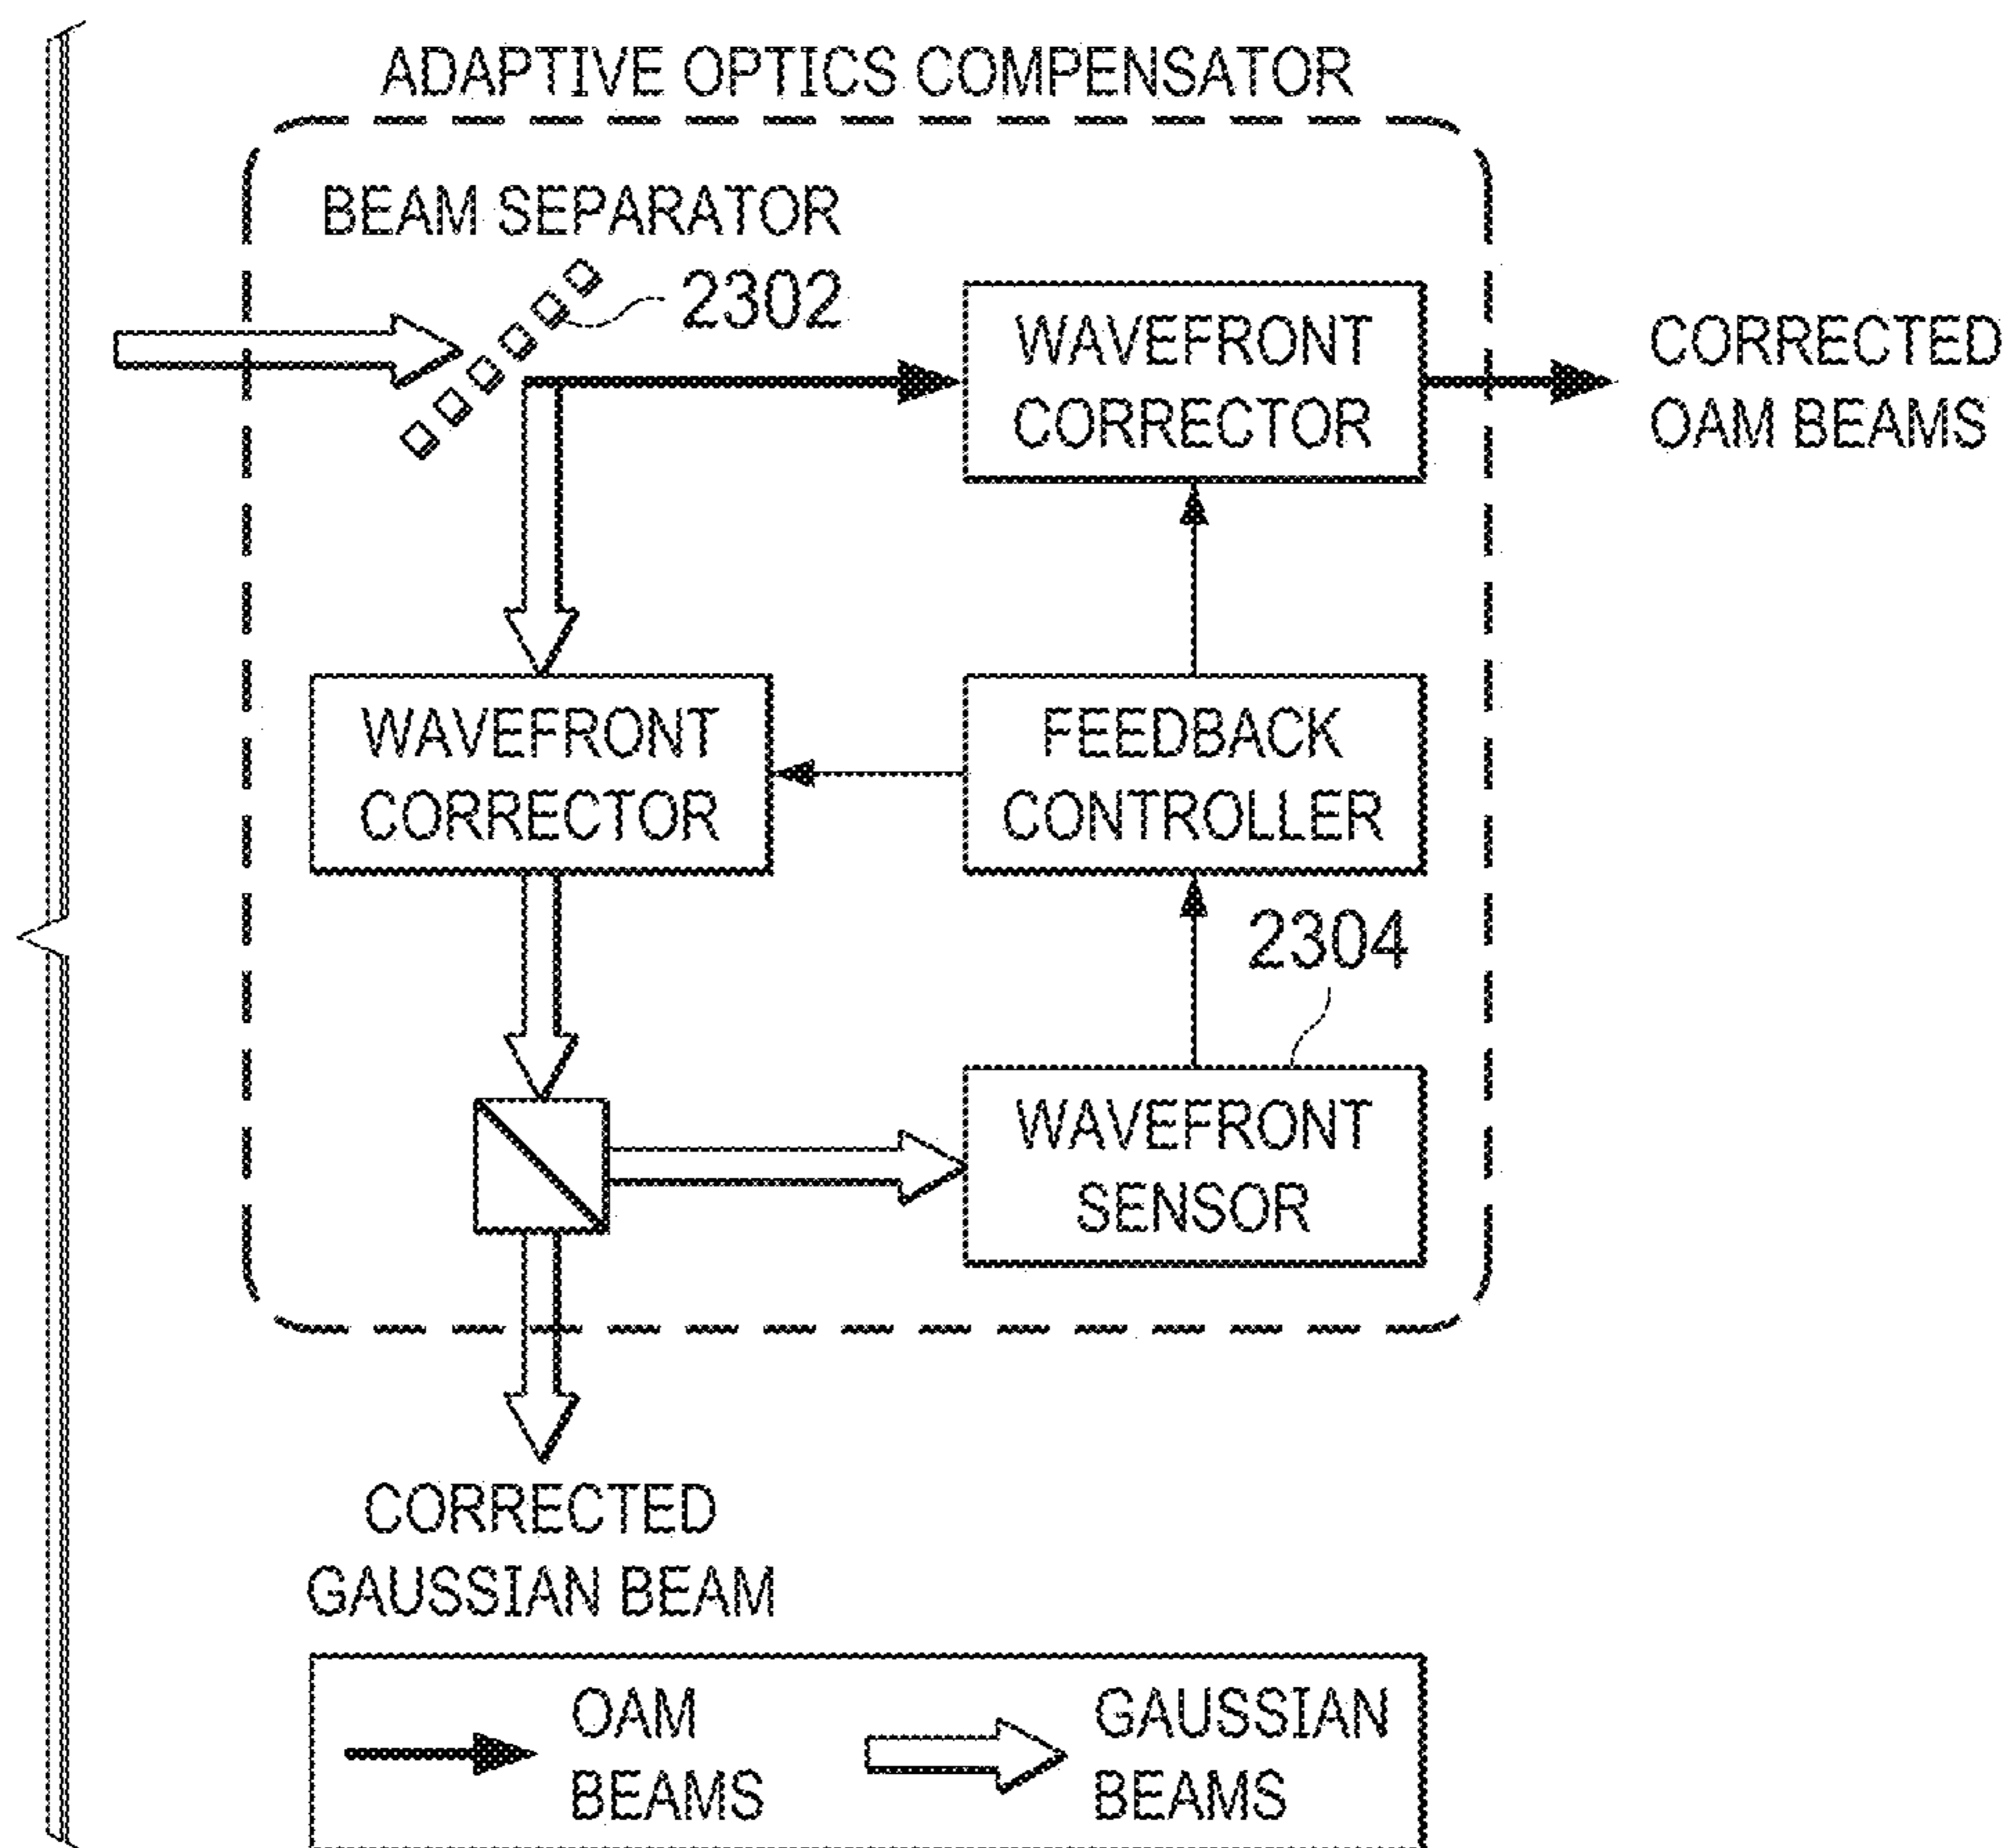 ADAPTIVE OPTICS COMPENSATOR
BEAM SEPARATOR
2302
WAVEFRONT
CORRECTOR
CORRECTED
OAM BEAMS
WAVEFRONT
CORRECTOR
FEEDBACK
CONTROLLER
2304
WAVEFRONT
SENSOR
CORRECTED
GAUSSIAN BEAM
OAM
BEAMS
GAUSSIAN
BEAMS